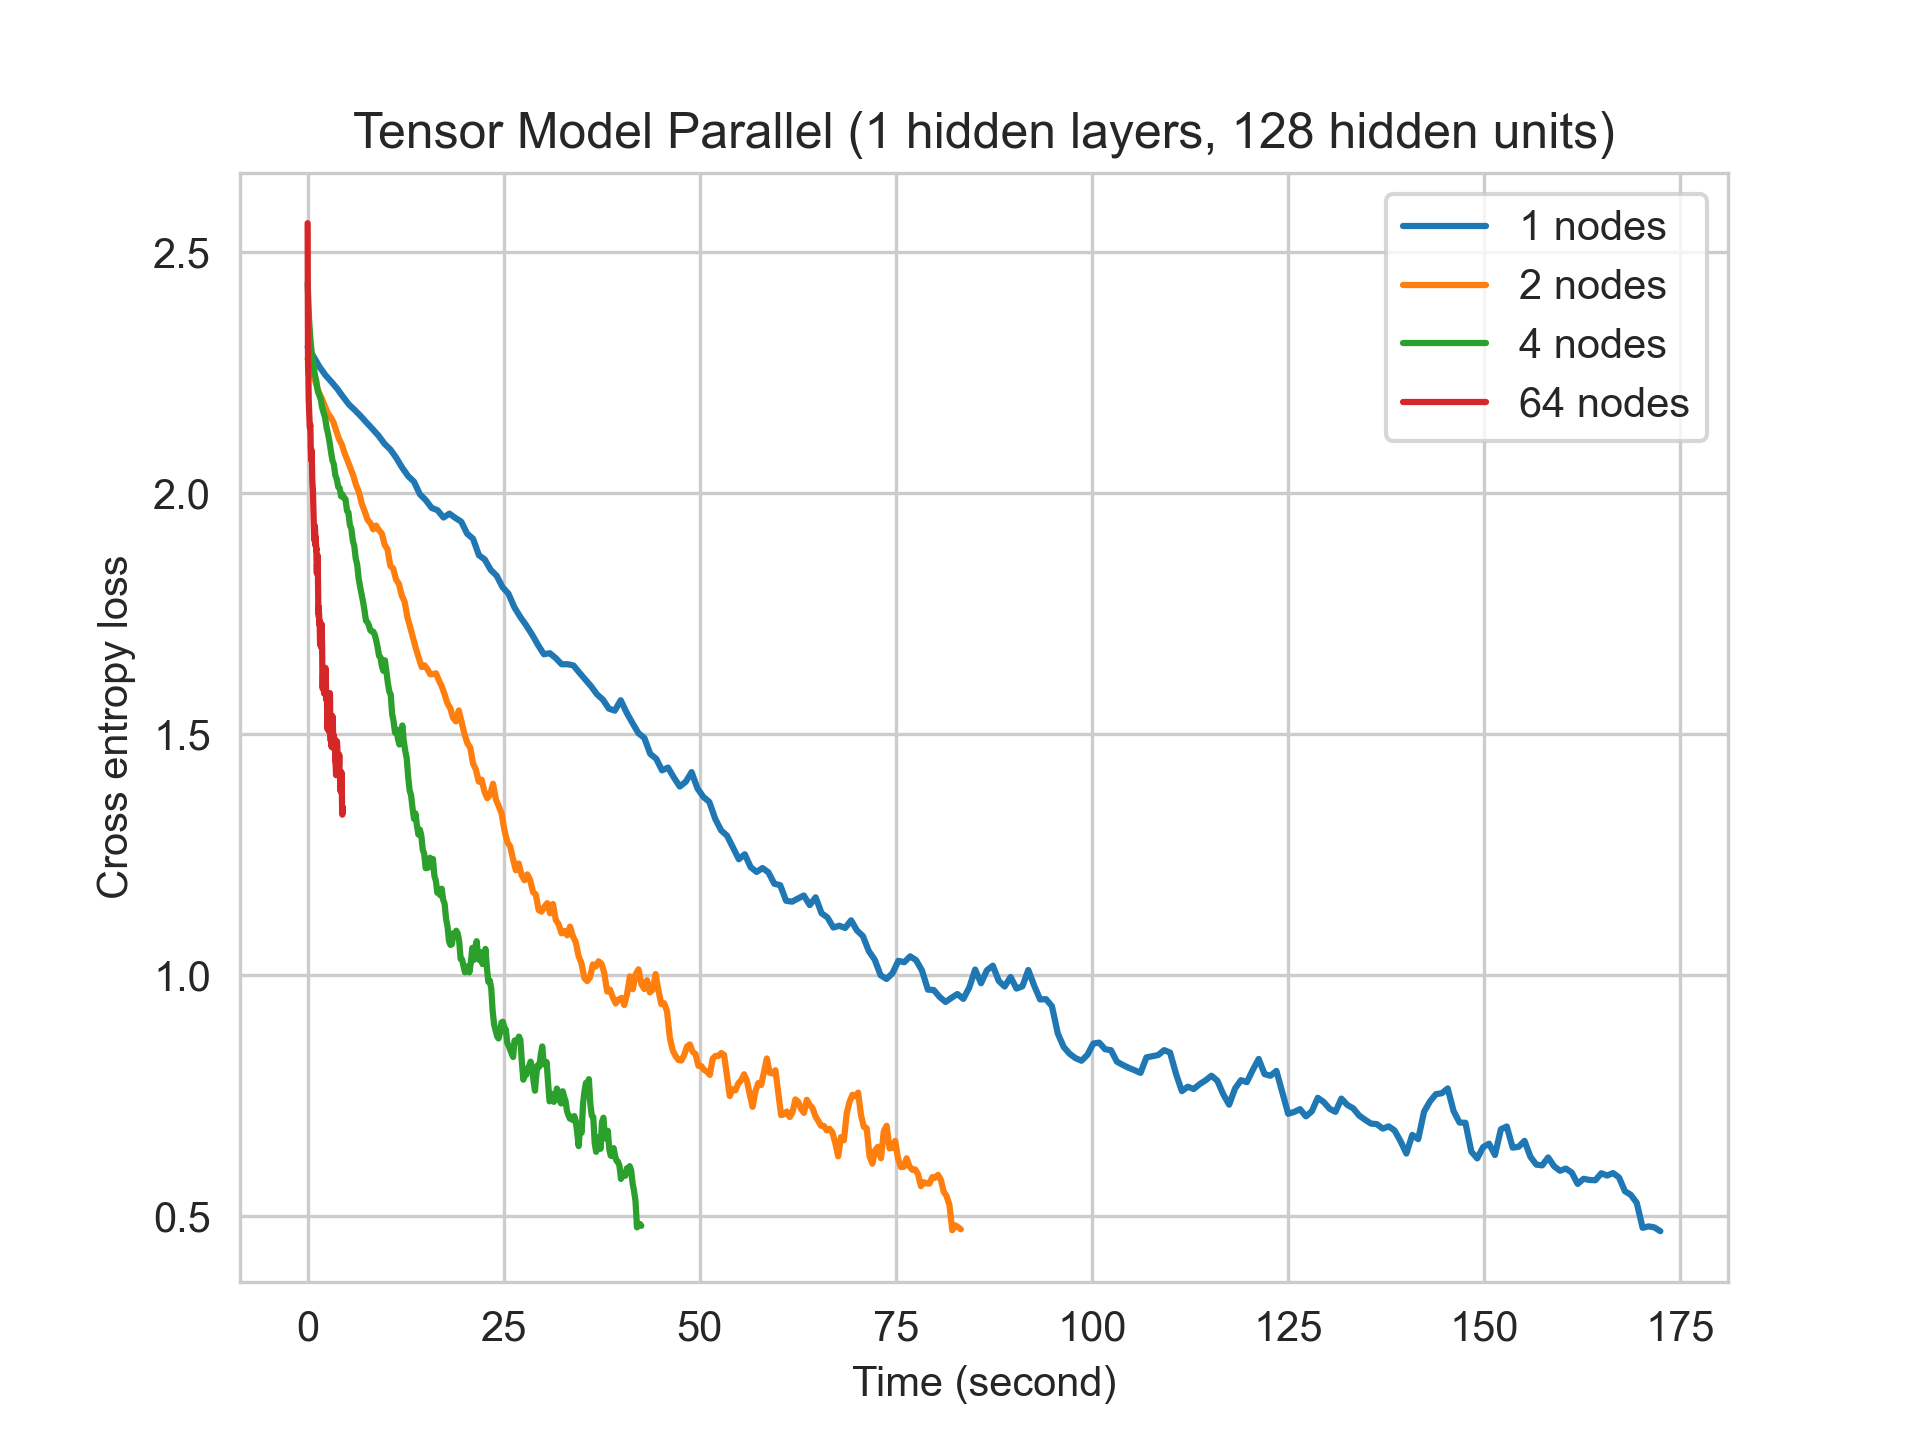 Tensor Model Parallel (1 hidden layers, 128 hidden units)
1 nodes
2 nodes
4 nodes
64 nodes
Cross entropy loss
2.5
2.0
1.5
1.0
0.5
0 25 50 75 100 125 150 175
Time (second)